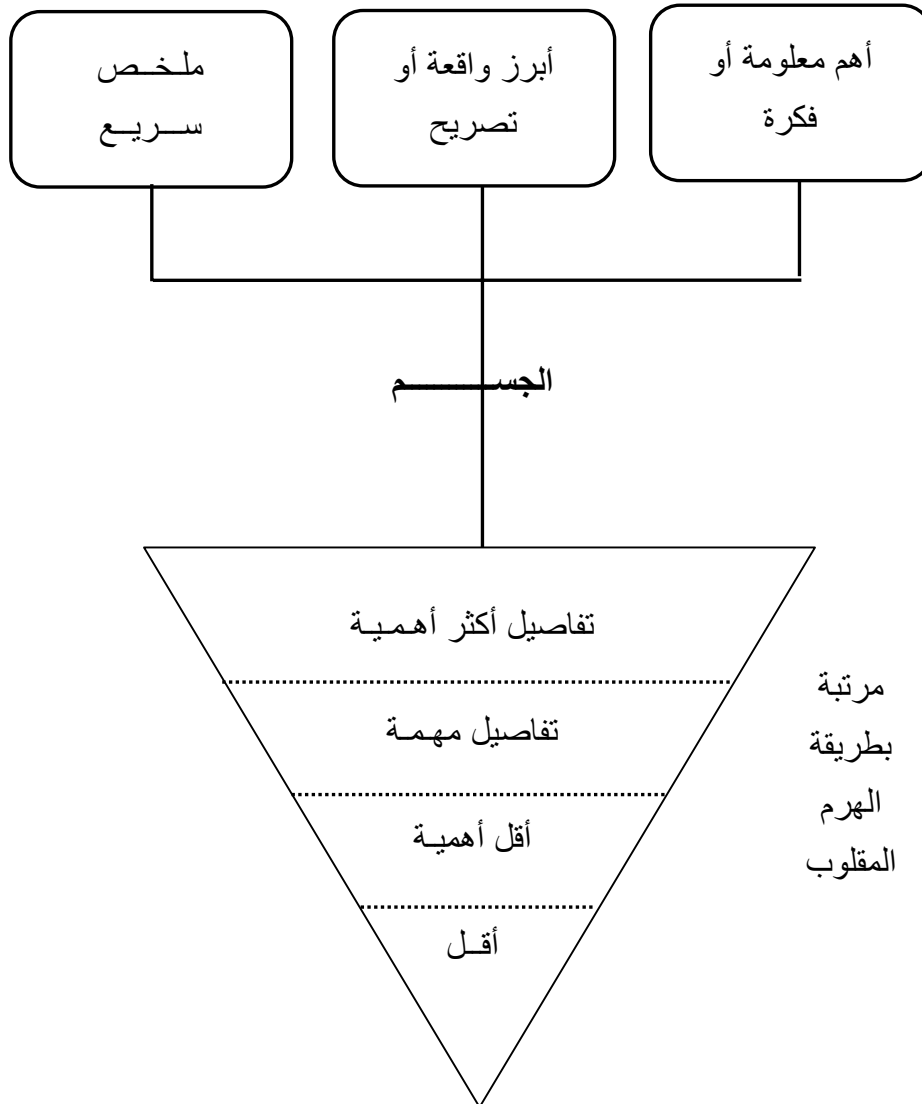 أهم معلومة أو
فكرة
أبرز واقعة أو
تصريح
ملخص
سريع
الجسم
تفاصيل أكثر أهمية
تفاصيل مهمة
أقل أهمية
أقل
مرتبة
بطريقة
الهرم
المقلوب